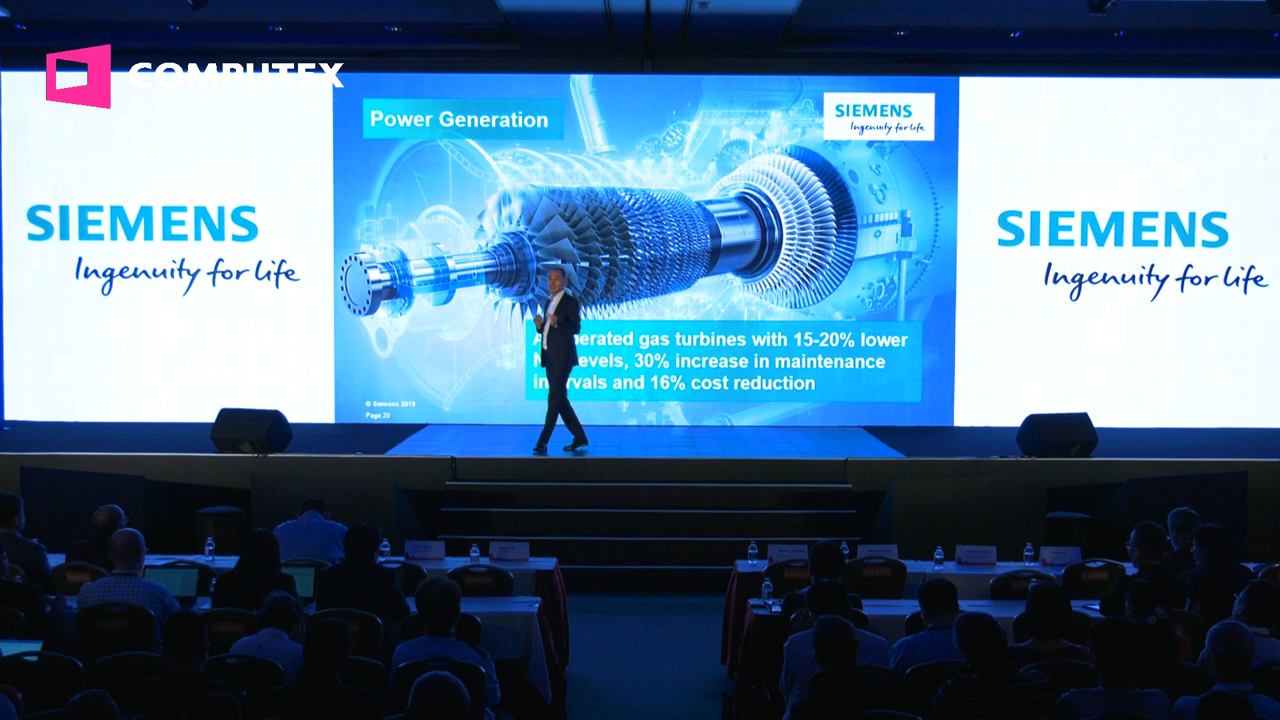 COMPUTEX
Power Generation
SIEMENS
Ingenuity for life
SIEMENS
Ingenuity for life
SIEMENS
Ingenuity for life
operated gas turbines with 15-20% lower
levels, 30% increase in maintenance
and 16% cost reduction
© Siemens 2019
Page 20